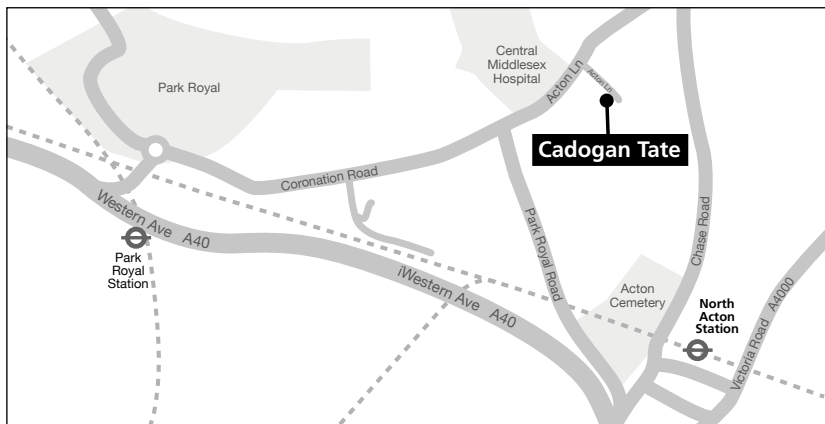 Central
Middlesex
Hospital
Acton Ln
Acton Ln
Park Royal
Cadogan Tate
Coronation Road
Western Ave A40
Park
Royal
Station
Park Royal Road
Chase Road
iWestern Ave A40
Acton
Cemetery
North
Acton
Station
Victoria Road A4000